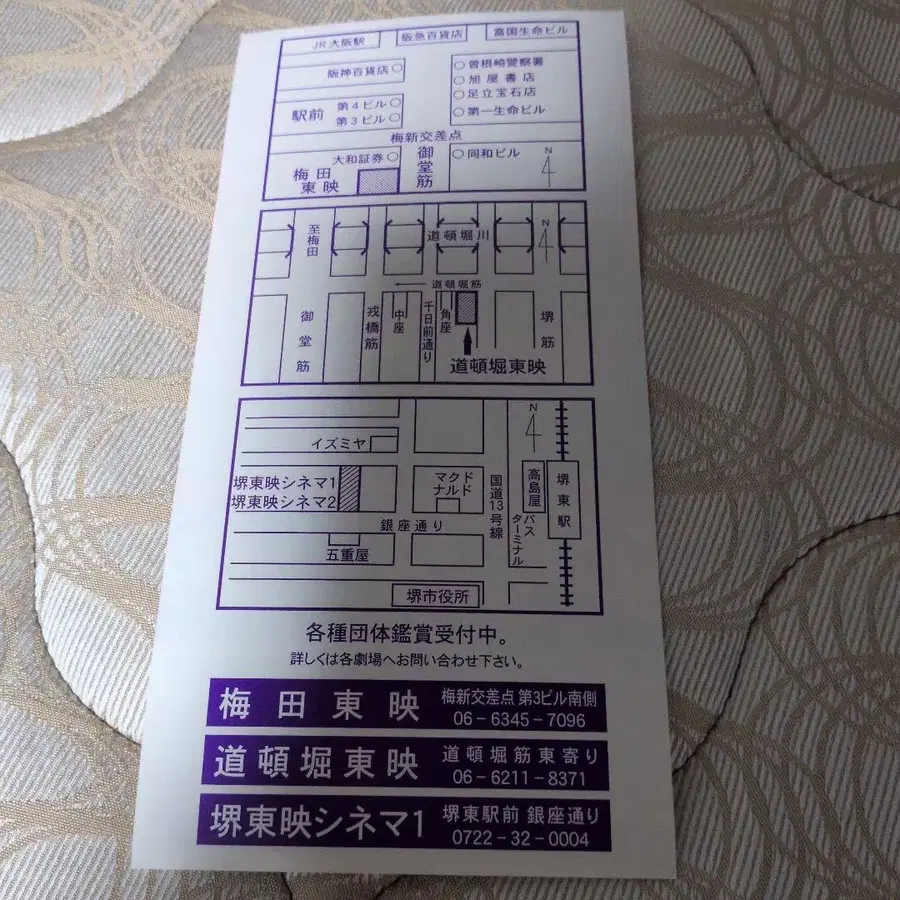 JR大阪駅
阪急百貨店
富国生命ビル
阪神百貨店
曽根崎警察署
旭屋書店
足立宝石店
第一生命ビル
駅前
第4ビル
第3ビル
梅新交差点
大和証券
梅田
東映
御堂筋
同和ビル
N
至梅田
道頓堀川
N
道頓堀筋
御堂筋
戎橋筋
中座
千日前通り
角座
堺筋
道頓堀東映
N
イズミヤ
堺東映シネマ1
堺東映シネマ2
マクド
ナルド
国道13号線
高島屋
堺東駅
バス
ターミナル
銀座通り
五重屋
堺市役所
各種団体鑑賞受付中。
詳しくは各劇場へお問い合わせ下さい。
梅田東映
梅新交差点 第3ビル南側
06-6345-7096
道頓堀東映
道頓堀筋東寄り
06-6211-8371
堺東映シネマ1
堺東駅前 銀座通り
0722-32-0004